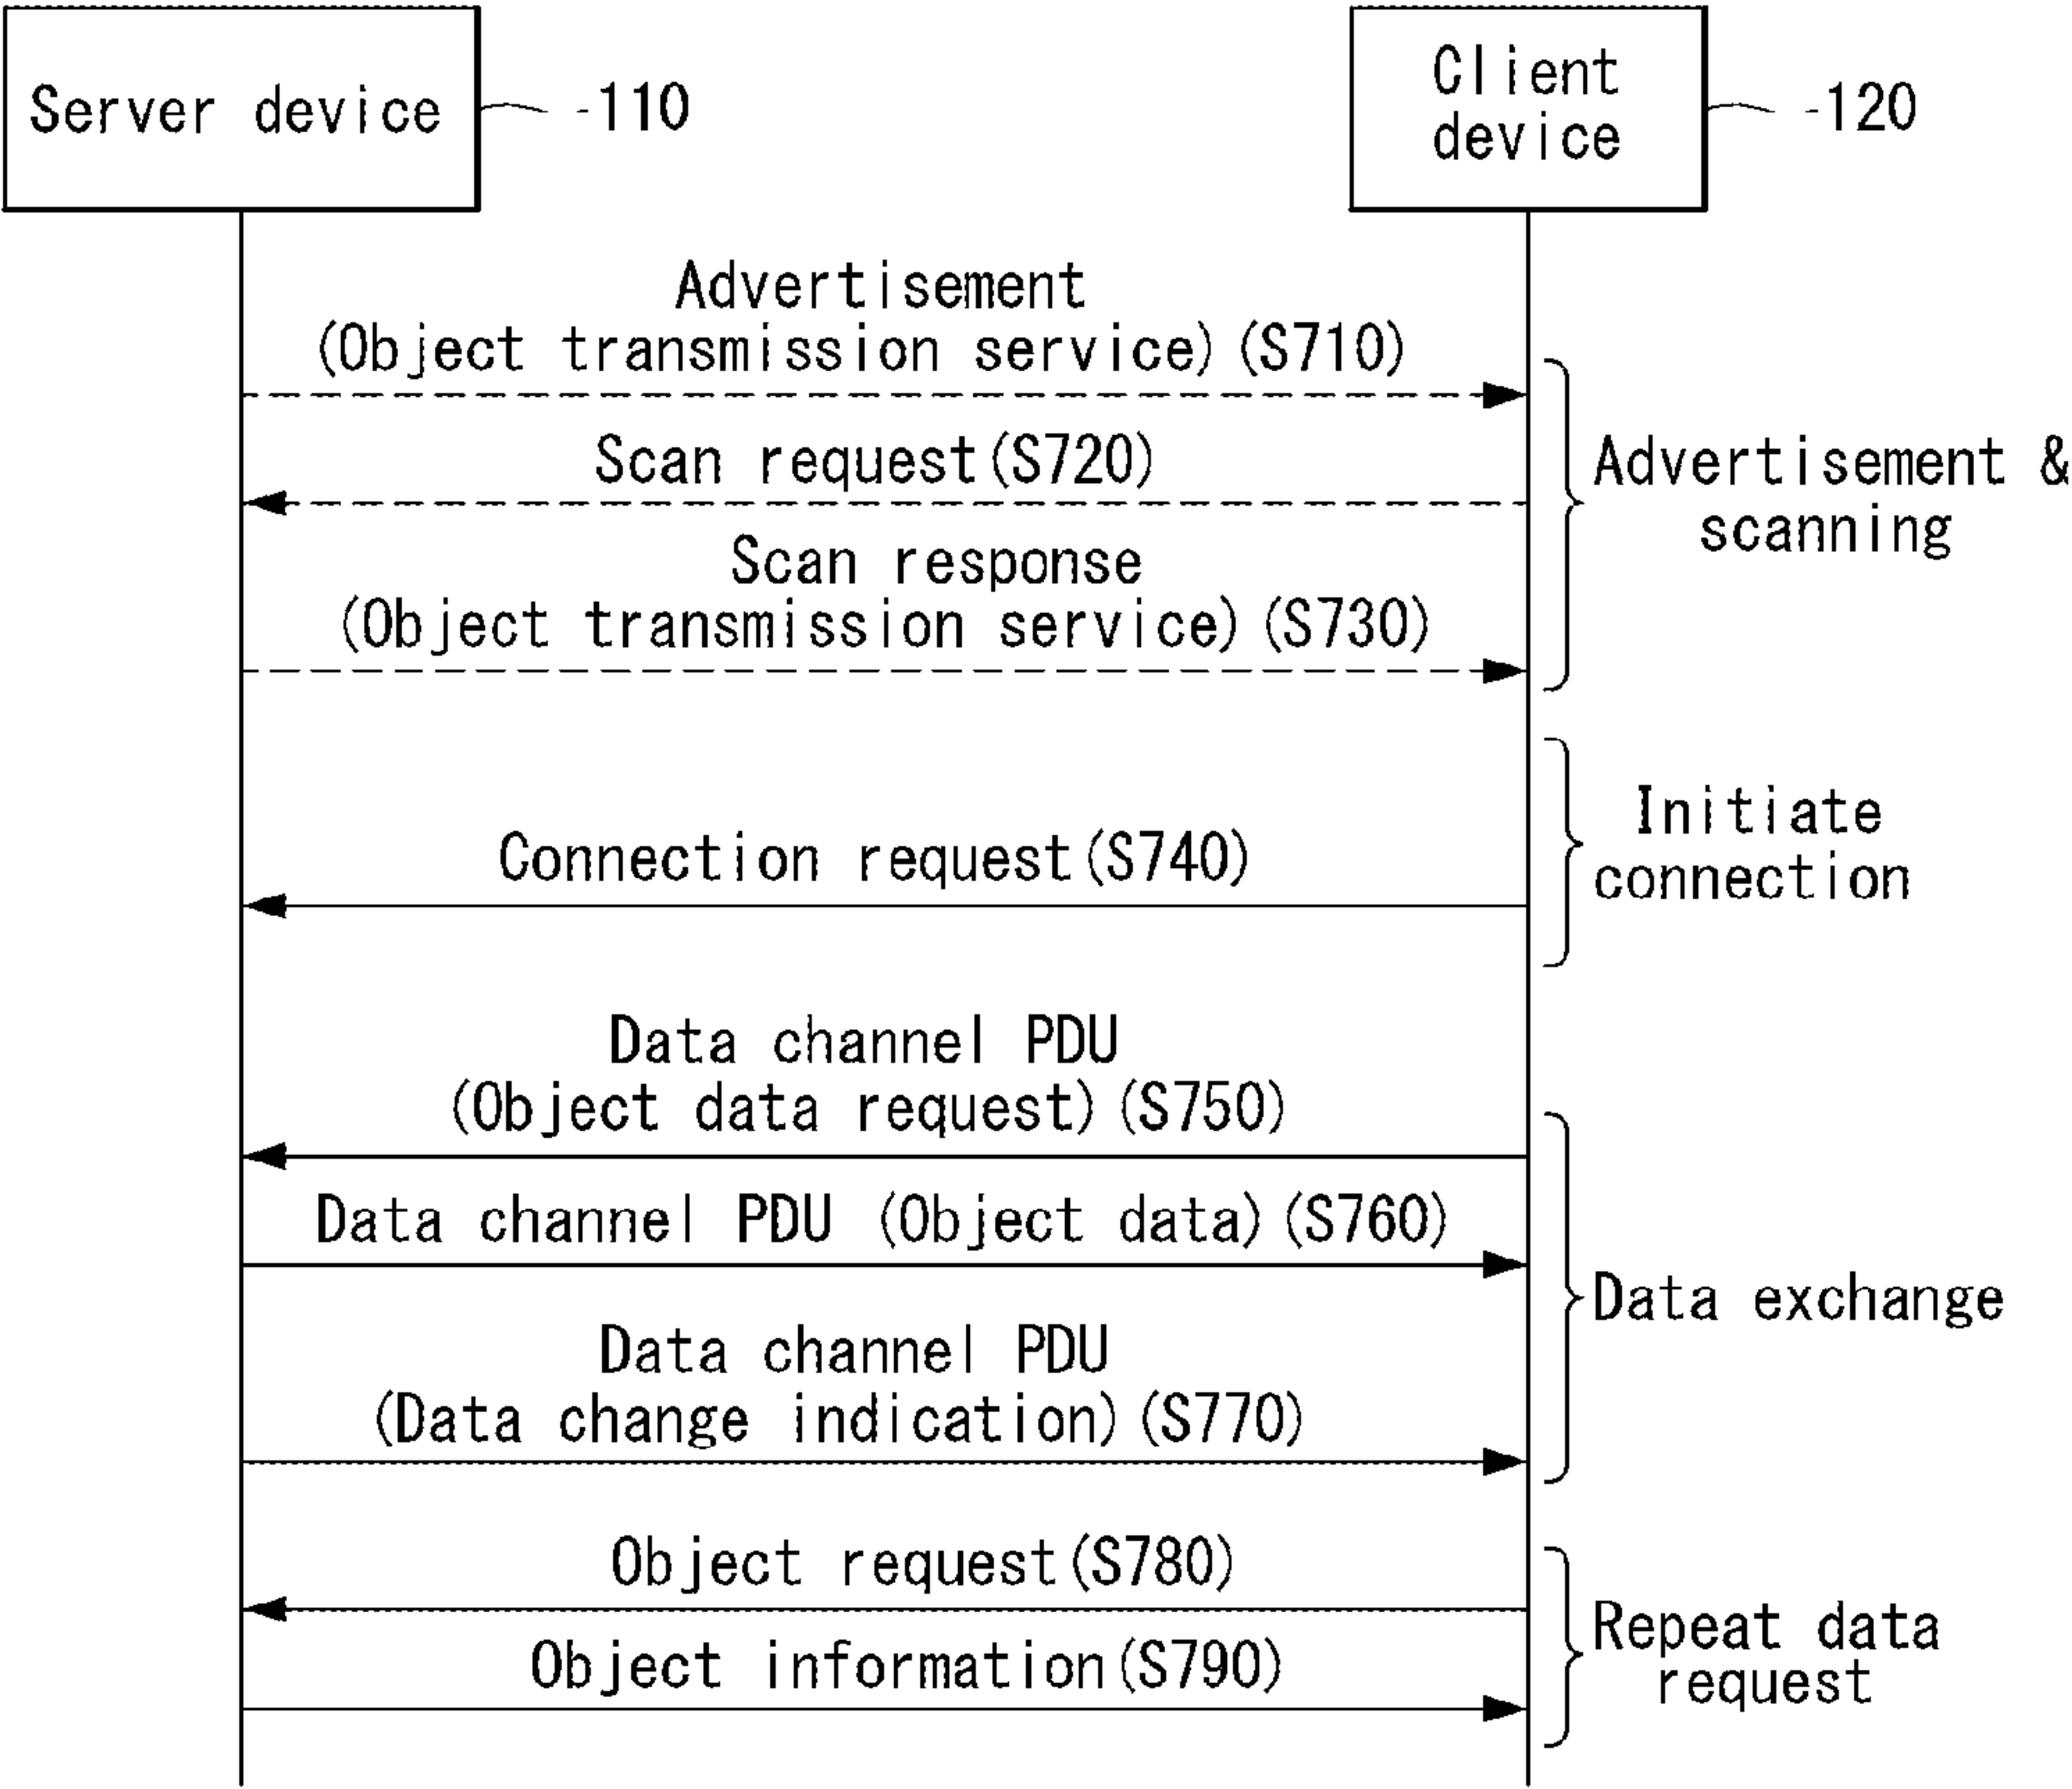 Server device
110
Client
device
120
Advertisement
(Object transmission service)(S710)
Scan request(S720)
Scan response
(Object transmission service)(S730)
Advertisement &
scanning
Connection request(S740)
Initiate
connection
Data channel PDU
(Object data request)(S750)
Data channel PDU (Object data)(S760)
Data channel PDU
(Data change indication)(S770)
Data exchange
Object request(S780)
Object information(S790)
Repeat data
request